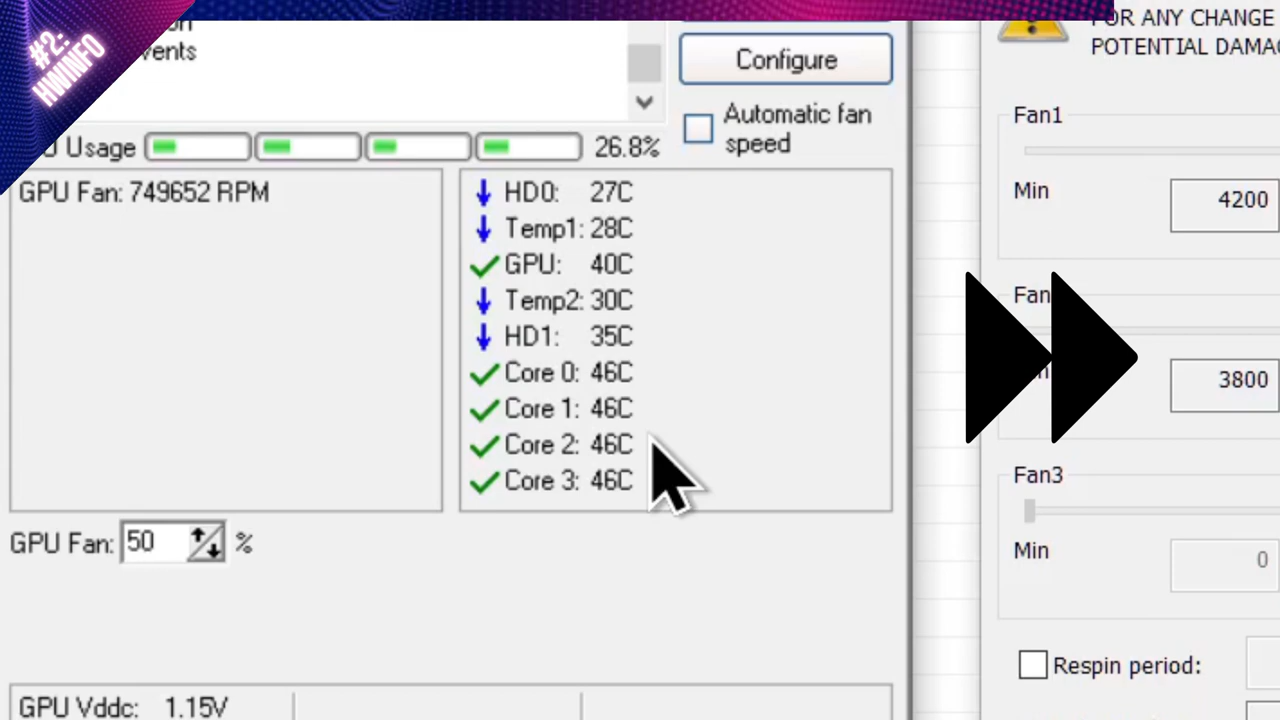 #2:
HWINFO
vents
Configure
Automatic fan
speed
Usage
26.8%
GPU Fan: 749652 RPM
HD0: 27C
Temp1: 28C
GPU: 40C
Temp2: 30C
HD1: 35C
Core 0: 46C
Core 1: 46C
Core 2: 46C
Core 3: 46C
GPU Fan: 50 %
GPU Vddc: 1.15V
FOR ANY CHANGE
POTENTIAL DAMA
Fan1
Min
4200
Fan
3800
Fan3
Min
0
Respin period: